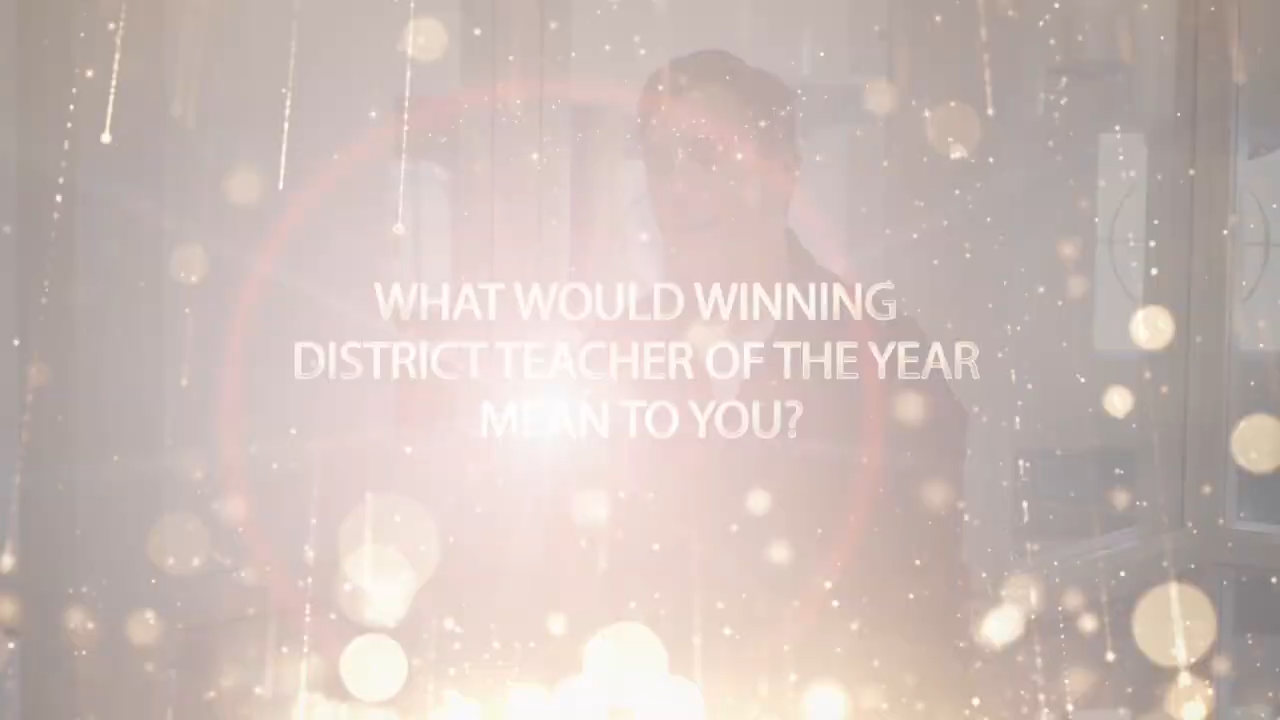 WHAT WOULD WINNING
DISTRICT TEACHER OF THE YEAR
MEAN TO YOU?